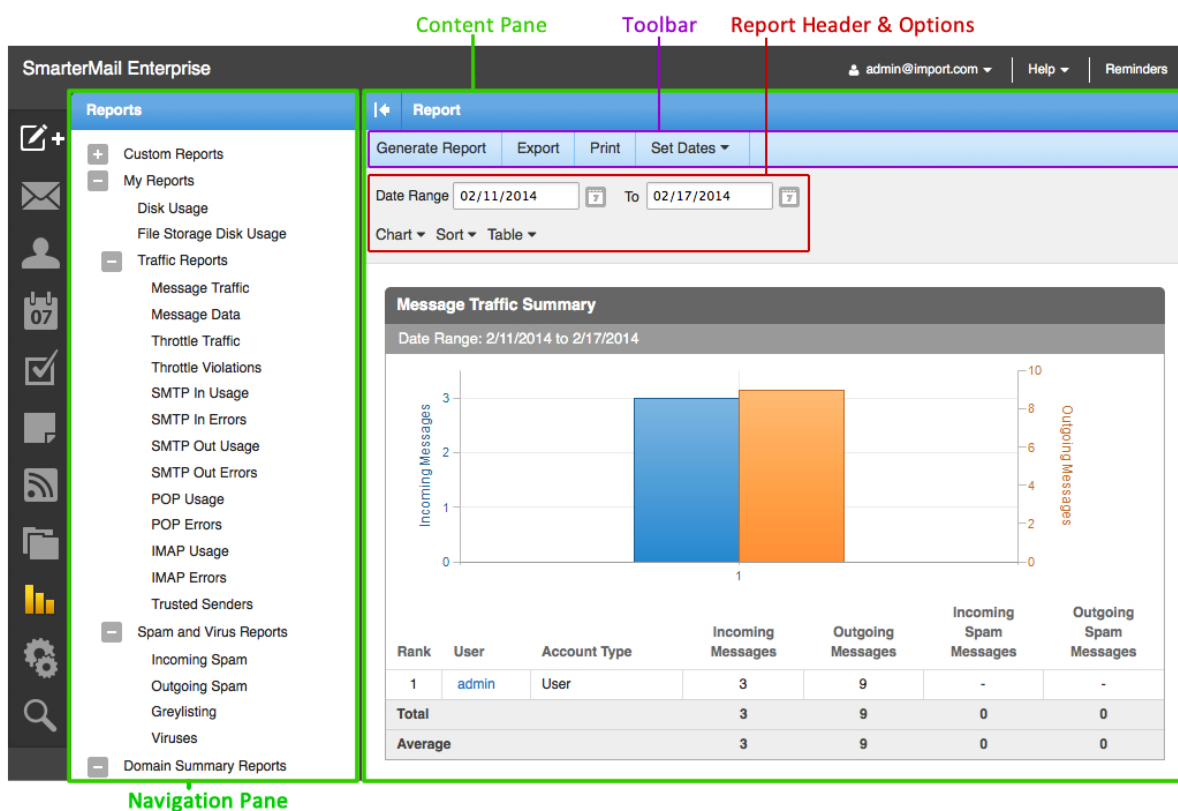 Content Pane
Toolbar
Report Header & Options
SmarterMail Enterprise
admin@import.com
Help
Reminders
Reports
Custom Reports
My Reports
Disk Usage
File Storage Disk Usage
Traffic Reports
Message Traffic
Message Data
Throttle Traffic
Throttle Violations
SMTP In Usage
SMTP In Errors
SMTP Out Usage
SMTP Out Errors
POP Usage
POP Errors
IMAP Usage
IMAP Errors
Trusted Senders
Spam and Virus Reports
Incoming Spam
Outgoing Spam
Greylisting
Viruses
Domain Summary Reports
Navigation Pane
07
Report
Generate Report Export Print Set Dates
Date Range 02/11/2014 7 To 02/17/2014 7
Chart Sort Table
Message Traffic Summary
Date Range: 2/11/2014 to 2/17/2014
Incoming Messages
3
2
1
0
1
10
8
6
4
2
0
Outgoing Messages
Rank User Account Type Incoming Messages Outgoing Messages Incoming Spam Messages Outgoing Spam Messages
1 admin User 3 9 - -
Total 3 9 0 0
Average 3 9 0 0